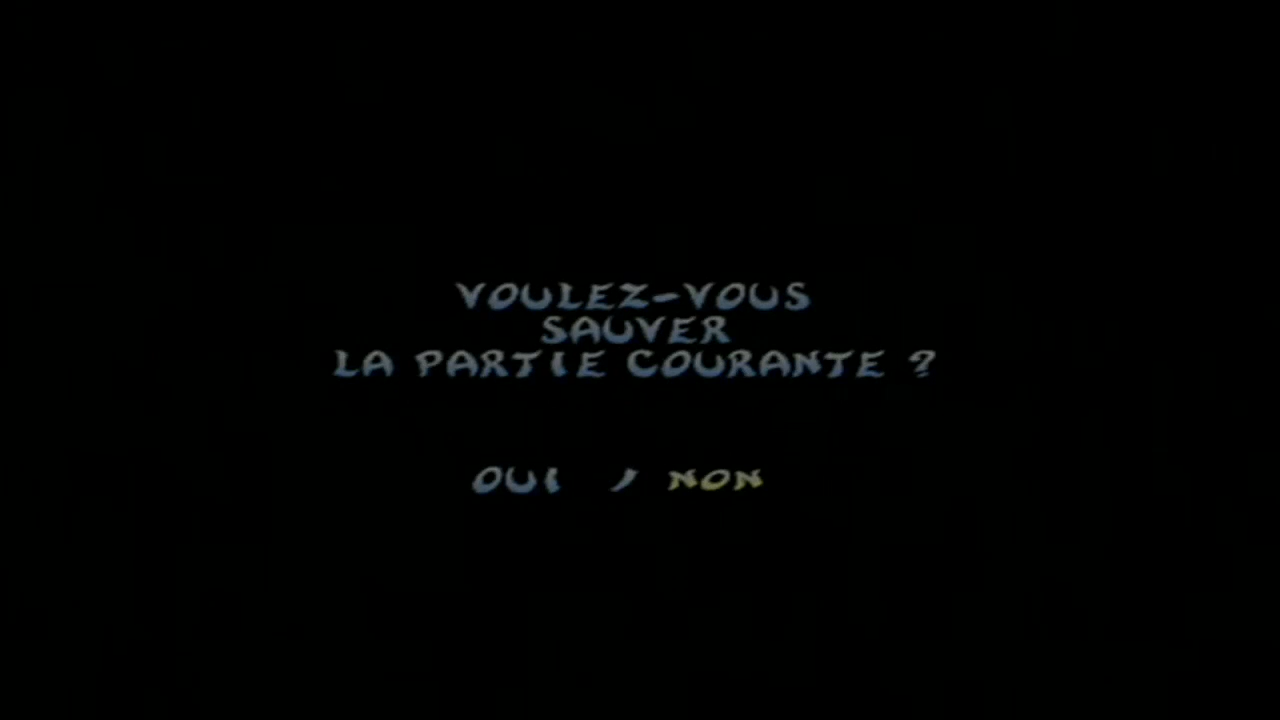 VOULEZ-VOUS
SAUVER
LA PARTIE COURANTE ?
OUI / NON